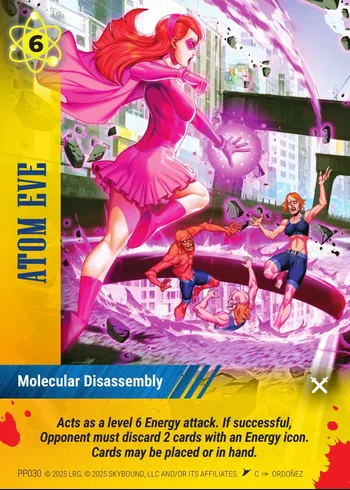 6
ATOM EVE
Molecular Disassembly
Acts as a level 6 Energy attack. If successful,
Opponent must discard 2 cards with an Energy icon.
Cards may be placed or in hand.
PP030 © 2025 LRG, © 2025 SKYBOUND, LLC AND/OR ITS AFFILIATES. C ORDOÑEZ